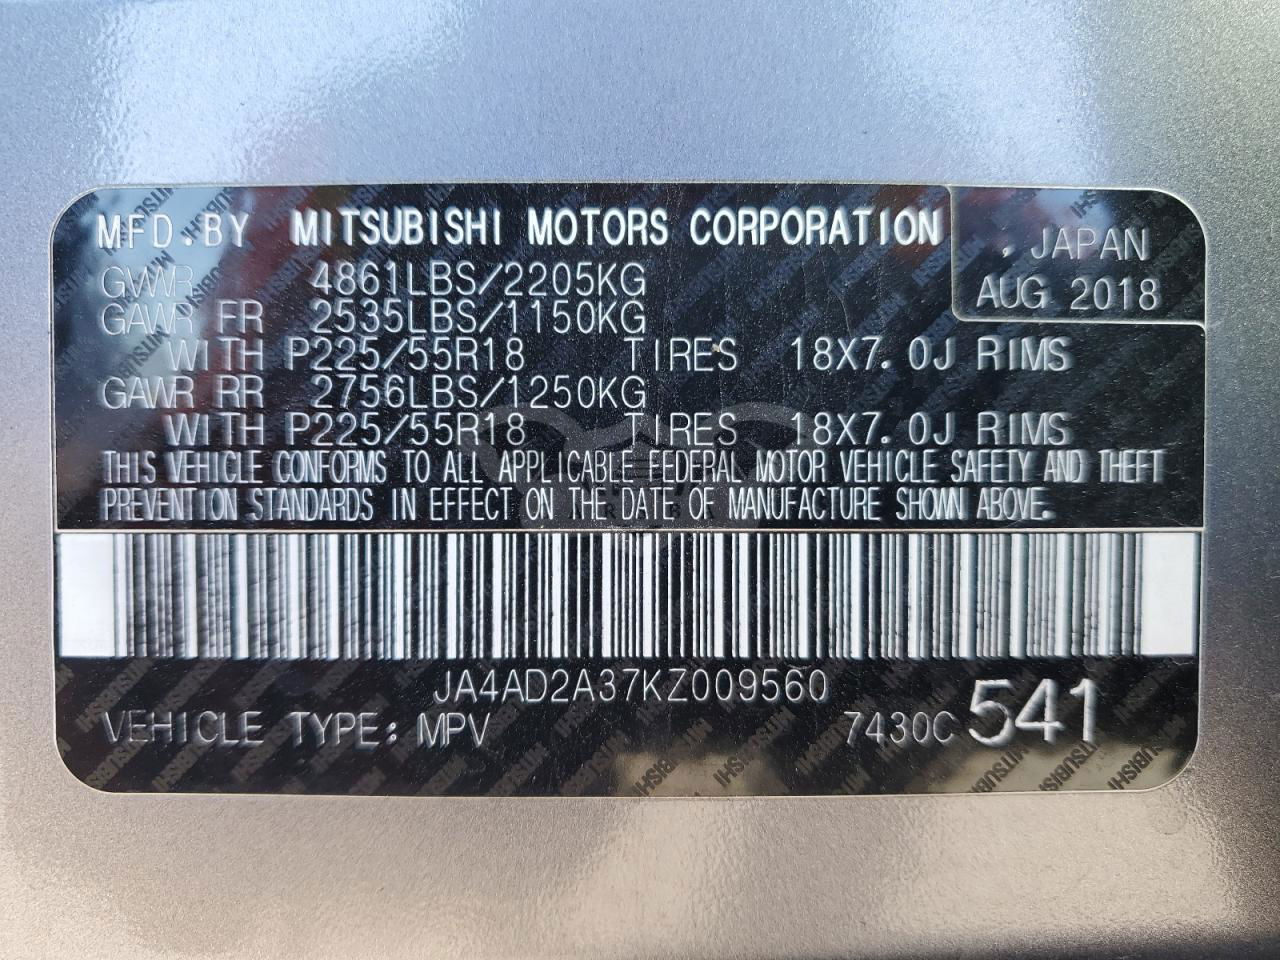 MFD.BY MITSUBISHI MOTORS CORPORATION
, JAPAN
GVWR 4861LBS/2205KG
AUG 2018
GAWR FR 2535LBS/1150KG
WITH P225/55R18 TIRES 18X7.0J RIMS
GAWR RR 2756LBS/1250KG
WITH P225/55R18 TIRES 18X7.0J RIMS
THIS VEHICLE CONFORMS TO ALL APPLICABLE FEDERAL MOTOR VEHICLE SAFETY AND THEFT
PREVENTION STANDARDS IN EFFECT ON THE DATE OF MANUFACTURE SHOWN ABOVE.
JA4AD2A37KZ009560
VEHICLE TYPE: MPV 7430C 541